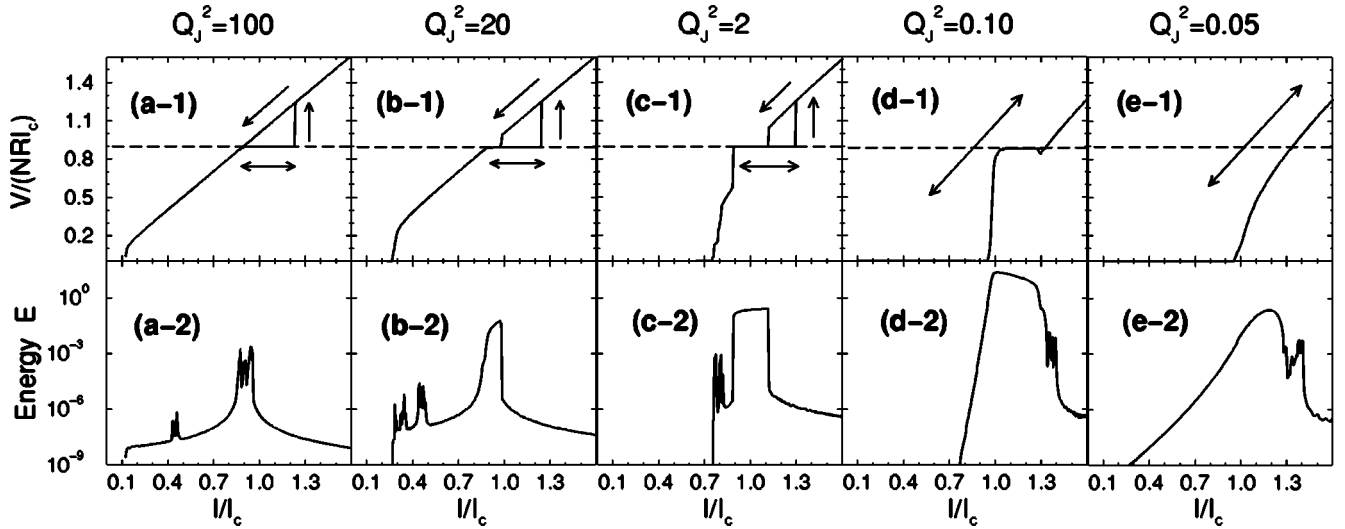 Q_J^2=100 Q_J^2=20 Q_J^2=2 Q_J^2=0.10 Q_J^2=0.05
V/(NRI_c)
1.4
1.1
0.8
0.5
0.2
(a-1) (b-1) (c-1) (d-1) (e-1)
Energy E
10^0
10^-3
10^-6
10^-9
(a-2) (b-2) (c-2) (d-2) (e-2)
0.1 0.4 0.7 1.0 1.3 0.1 0.4 0.7 1.0 1.3 0.1 0.4 0.7 1.0 1.3 0.1 0.4 0.7 1.0 1.3 0.1 0.4 0.7 1.0 1.3
I/I_c I/I_c I/I_c I/I_c I/I_c